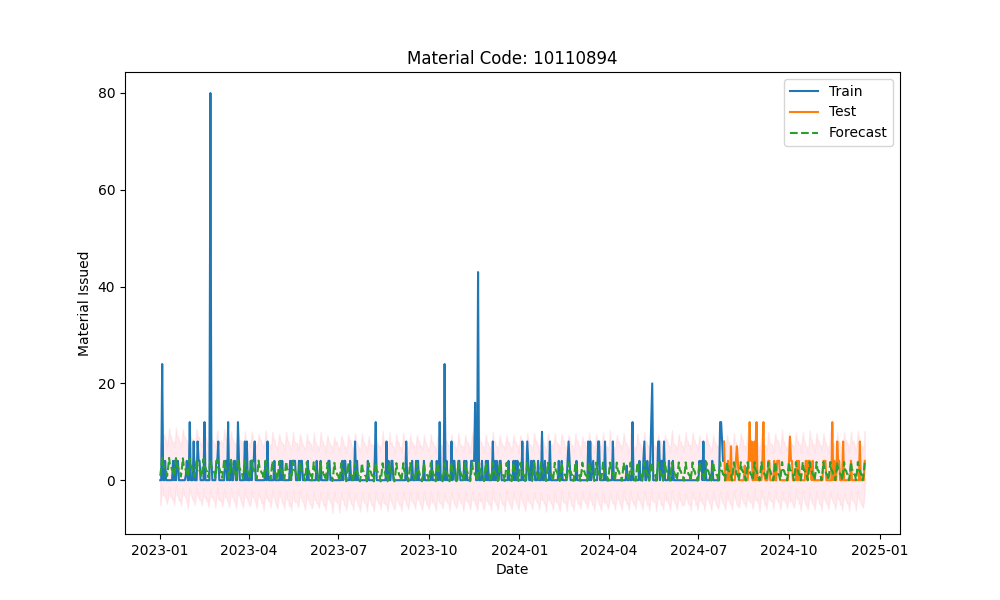 Material Code: 10110894
Train
Test
Forecast
Material Issued
80
60
40
20
0
2023-01 2023-04 2023-07 2023-10 2024-01 2024-04 2024-07 2024-10 2025-01
Date